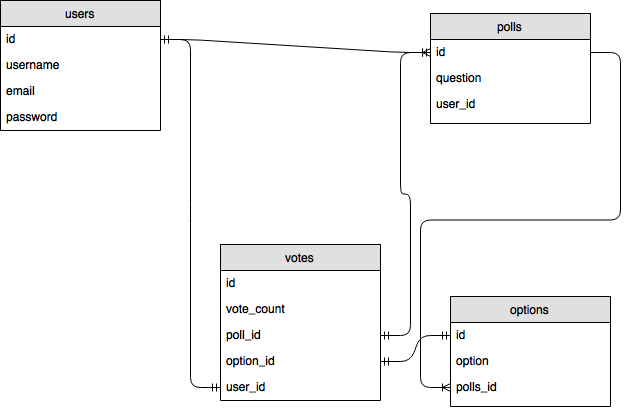 users
id
username
email
password
polls
id
question
user_id
votes
id
vote_count
poll_id
option_id
user_id
options
id
option
polls_id